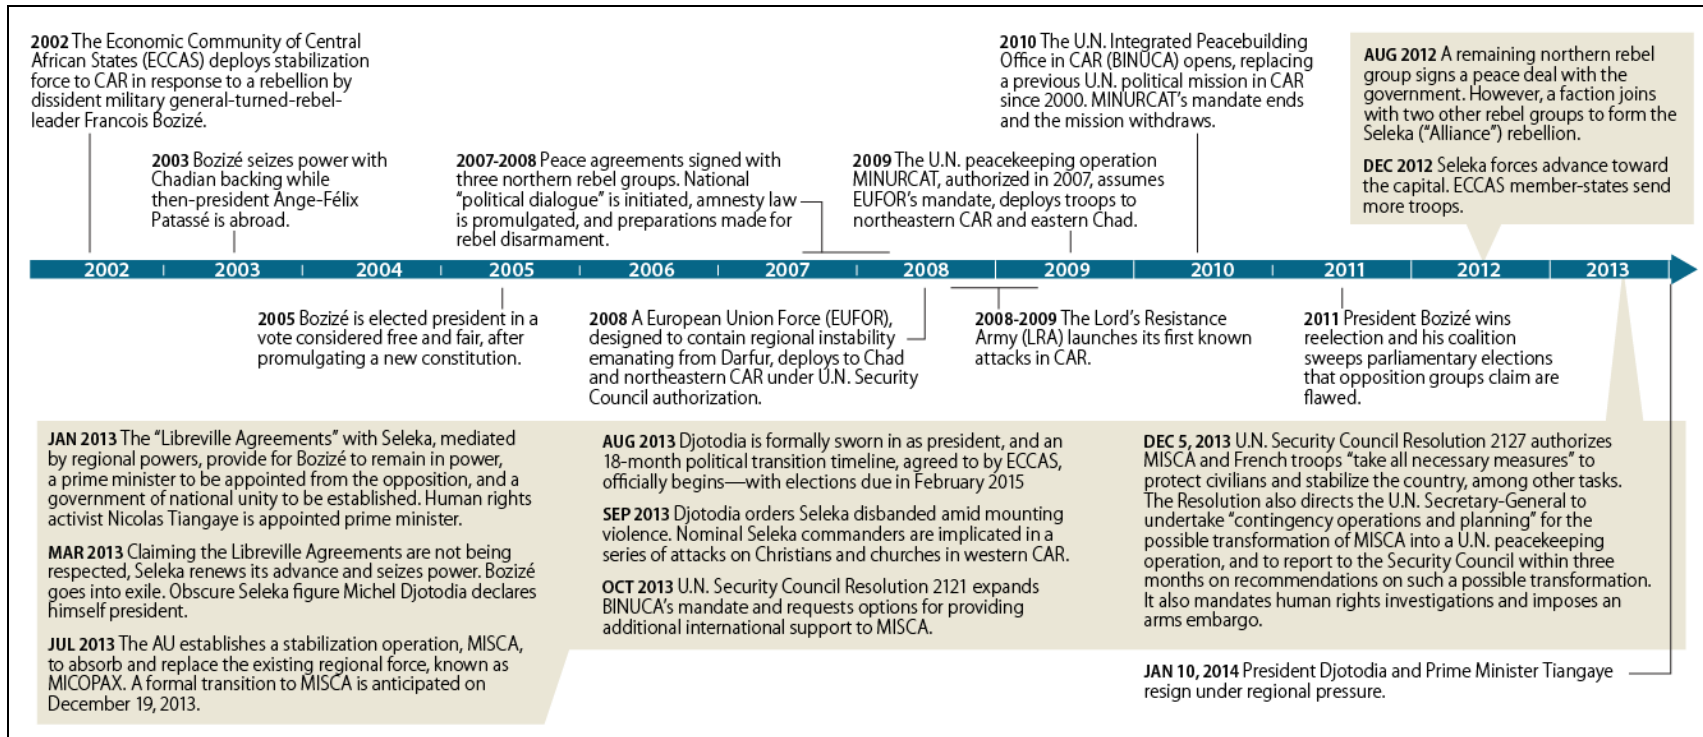 2002 The Economic Community of Central
African States (ECCAS) deploys stabilization
force to CAR in response to a rebellion by
dissident military general-turned-rebel-
leader Francois Bozizé.
2003 Bozizé seizes power with
Chadian backing while
then-president Ange-Félix
Patassé is abroad.
2007-2008 Peace agreements signed with
three northern rebel groups. National
“political dialogue” is initiated, amnesty law
is promulgated, and preparations made for
rebel disarmament.
2009 The U.N. peacekeeping operation
MINURCAT, authorized in 2007, assumes
EUFOR’s mandate, deploys troops to
northeastern CAR and eastern Chad.
2010 The U.N. Integrated Peacebuilding
Office in CAR (BINUCA) opens, replacing
a previous U.N. political mission in CAR
since 2000. MINURCAT’s mandate ends
and the mission withdraws.
AUG 2012 A remaining northern rebel
group signs a peace deal with the
government. However, a faction joins
with two other rebel groups to form the
Seleka (“Alliance”) rebellion.
DEC 2012 Seleka forces advance toward
the capital. ECCAS member-states send
more troops.
2002 2003 2004 2005 2006 2007 2008 2009 2010 2011 2012 2013
2005 Bozizé is elected president in a
vote considered free and fair, after
promulgating a new constitution.
2008 A European Union Force (EUFOR),
designed to contain regional instability
emanating from Darfur, deploys to Chad
and northeastern CAR under U.N. Security
Council authorization.
2008-2009 The Lord’s Resistance
Army (LRA) launches its first known
attacks in CAR.
2011 President Bozizé wins
reelection and his coalition
sweeps parliamentary elections
that opposition groups claim are
flawed.
JAN 2013 The “Libreville Agreements” with Seleka, mediated
by regional powers, provide for Bozizé to remain in power,
a prime minister to be appointed from the opposition, and a
government of national unity to be established. Human rights
activist Nicolas Tiangaye is appointed prime minister.
MAR 2013 Claiming the Libreville Agreements are not being
respected, Seleka renews its advance and seizes power. Bozizé
goes into exile. Obscure Seleka figure Michel Djotodia declares
himself president.
JUL 2013 The AU establishes a stabilization operation, MISCA,
to absorb and replace the existing regional force, known as
MICOPAX. A formal transition to MISCA is anticipated on
December 19, 2013.
AUG 2013 Djotodia is formally sworn in as president, and an
18-month political transition timeline, agreed to by ECCAS,
officially begins—with elections due in February 2015
SEP 2013 Djotodia orders Seleka disbanded amid mounting
violence. Nominal Seleka commanders are implicated in a
series of attacks on Christians and churches in western CAR.
OCT 2013 U.N. Security Council Resolution 2121 expands
BINUCA’s mandate and requests options for providing
additional international support to MISCA.
DEC 5, 2013 U.N. Security Council Resolution 2127 authorizes
MISCA and French troops “take all necessary measures” to
protect civilians and stabilize the country, among other tasks.
The Resolution also directs the U.N. Secretary-General to
undertake “contingency operations and planning” for the
possible transformation of MISCA into a U.N. peacekeeping
operation, and to report to the Security Council within three
months on recommendations on such a possible transformation.
It also mandates human rights investigations and imposes an
arms embargo.
JAN 10, 2014 President Djotodia and Prime Minister Tiangaye
resign under regional pressure.